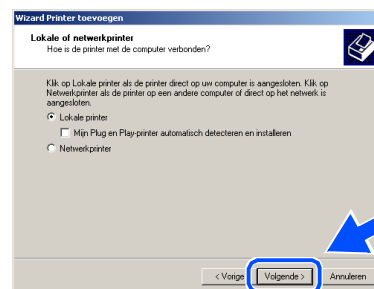 Wizard Printer toevoegen
Lokale of netwerkprinter
Hoe is de printer met de computer verbonden?
Klik op Lokale printer als de printer direct op uw computer is aangesloten. Klik op
Netwerkprinter als de printer op een andere computer of direct op het netwerk is
aangesloten.
Lokale printer
Mijn Plug en Play-printer automatisch detecteren en installeren
Netwerkprinter
< Vorige
Volgende >
Annuleren